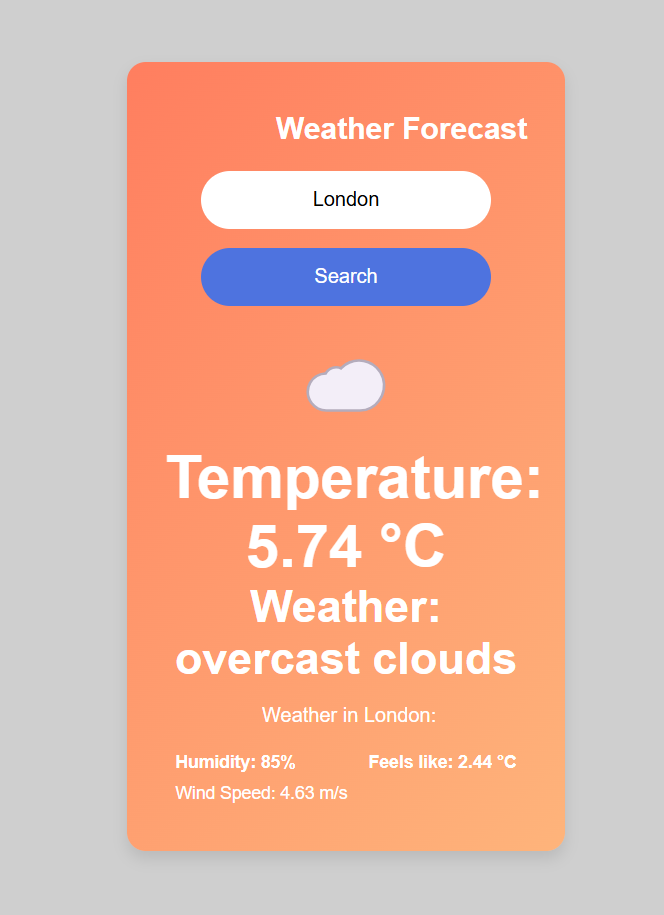 Weather Forecast
London
Search
Temperature:
5.74 °C
Weather:
overcast clouds
Weather in London:
Humidity: 85% Feels like: 2.44 °C
Wind Speed: 4.63 m/s